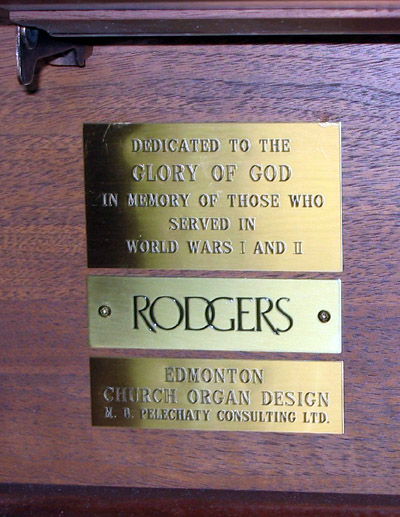 DEDICATED TO THE
GLORY OF GOD
IN MEMORY OF THOSE WHO
SERVED IN
WORLD WARS I AND II
RODGERS
EDMONTON
CHURCH ORGAN DESIGN
M. B. PELECHATY CONSULTING LTD.